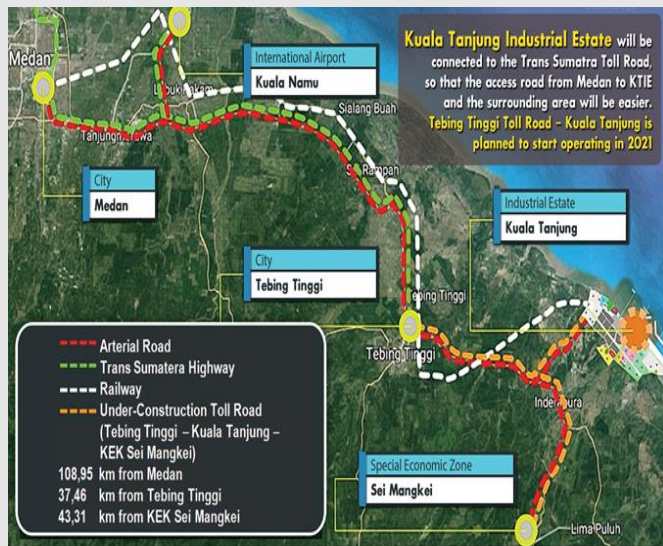 Kuala Tanjung Industrial Estate will be
connected to the Trans Sumatra Toll Road,
so that the access road from Medan to KTIE
and the surrounding area will be easier.
Tebing Tinggi Toll Road – Kuala Tanjung is
planned to start operating in 2021
Medan
International Airport
Kuala Namu
Sialang Buah
City
Medan
Industrial Estate
Kuala Tanjung
City
Tebing Tinggi
Tebing Tinggi
Tebing Tinggi
Arterial Road
Trans Sumatera Highway
Railway
Under-Construction Toll Road
(Tebing Tinggi – Kuala Tanjung –
KEK Sei Mangkei)
108,95 km from Medan
37,46 km from Tebing Tinggi
43,31 km from KEK Sei Mangkei
Special Economic Zone
Sei Mangkei
Lima Puluh